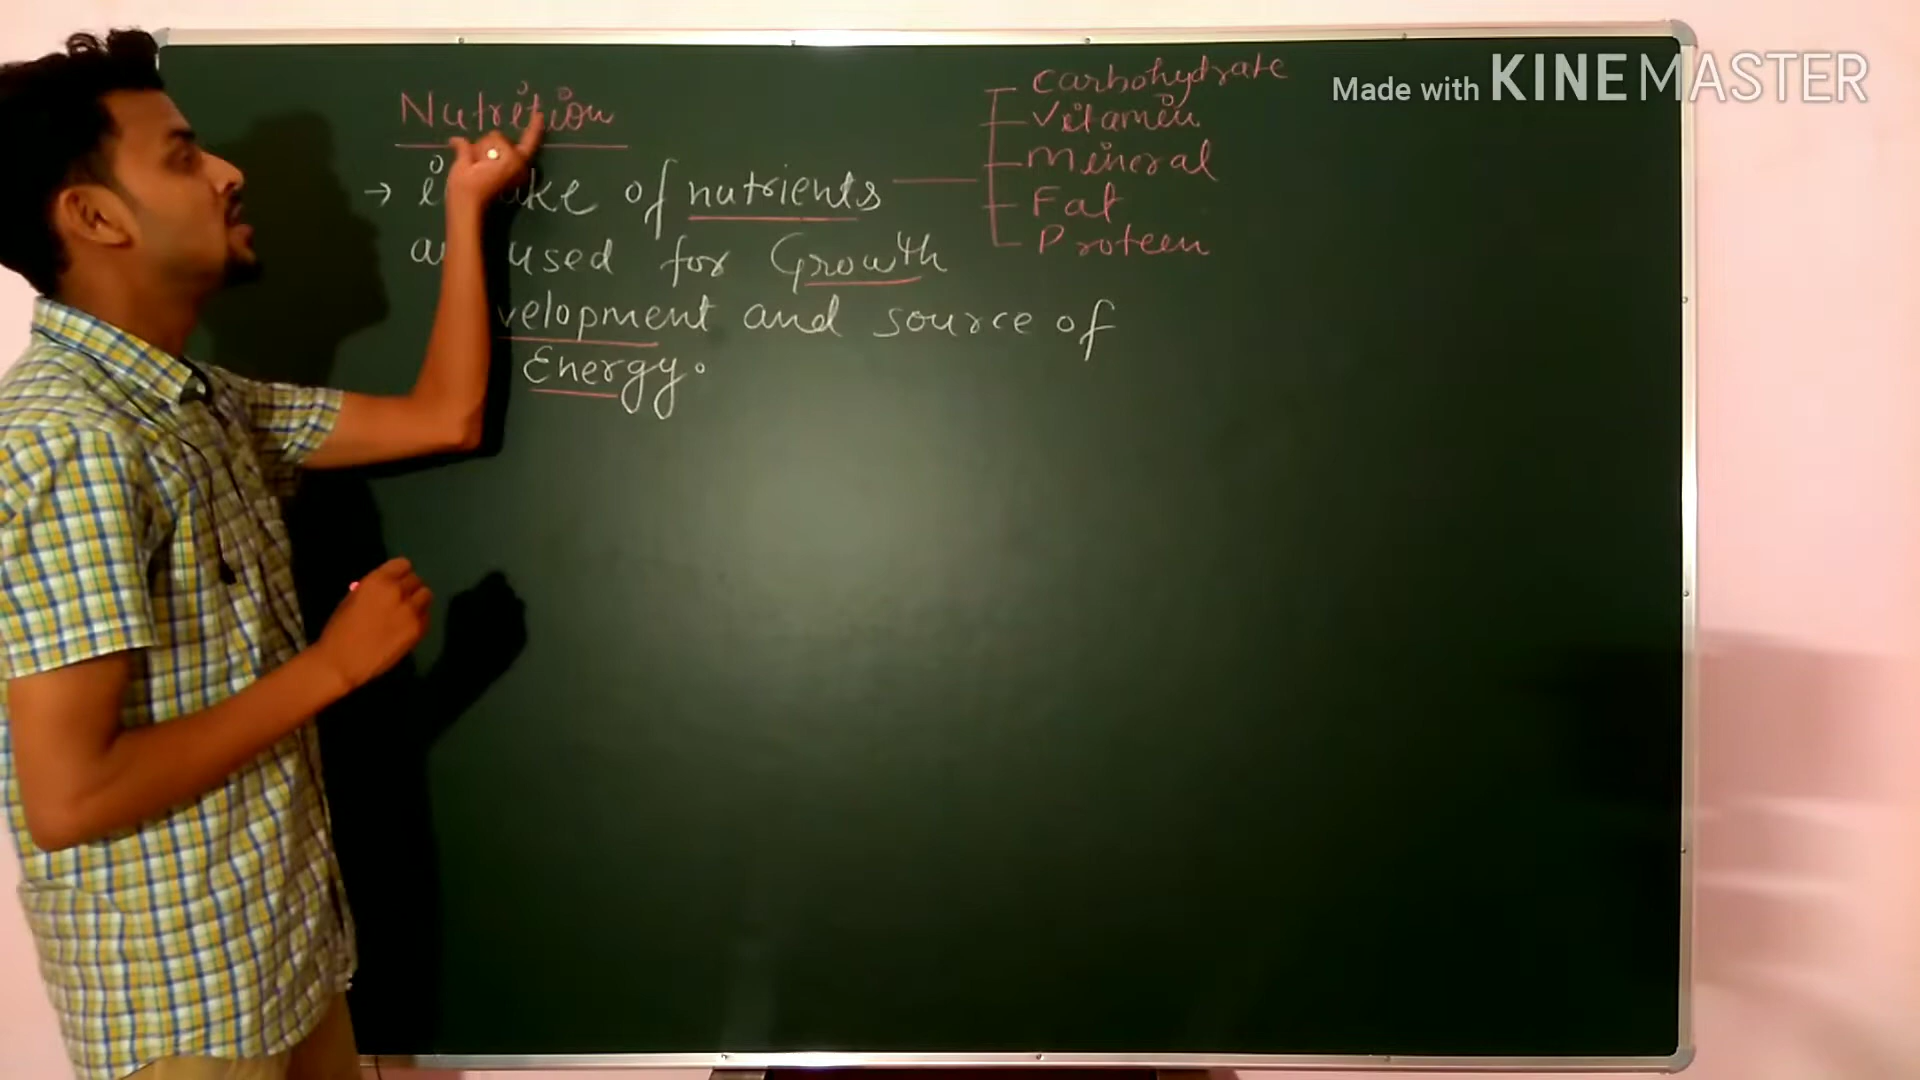 Nutrition
→ intake of nutrients
used for Growth
velopment and source of
Energy.
Carbohydrate
Vitamin
Mineral
Fat
Protein
Made with KINEMASTER